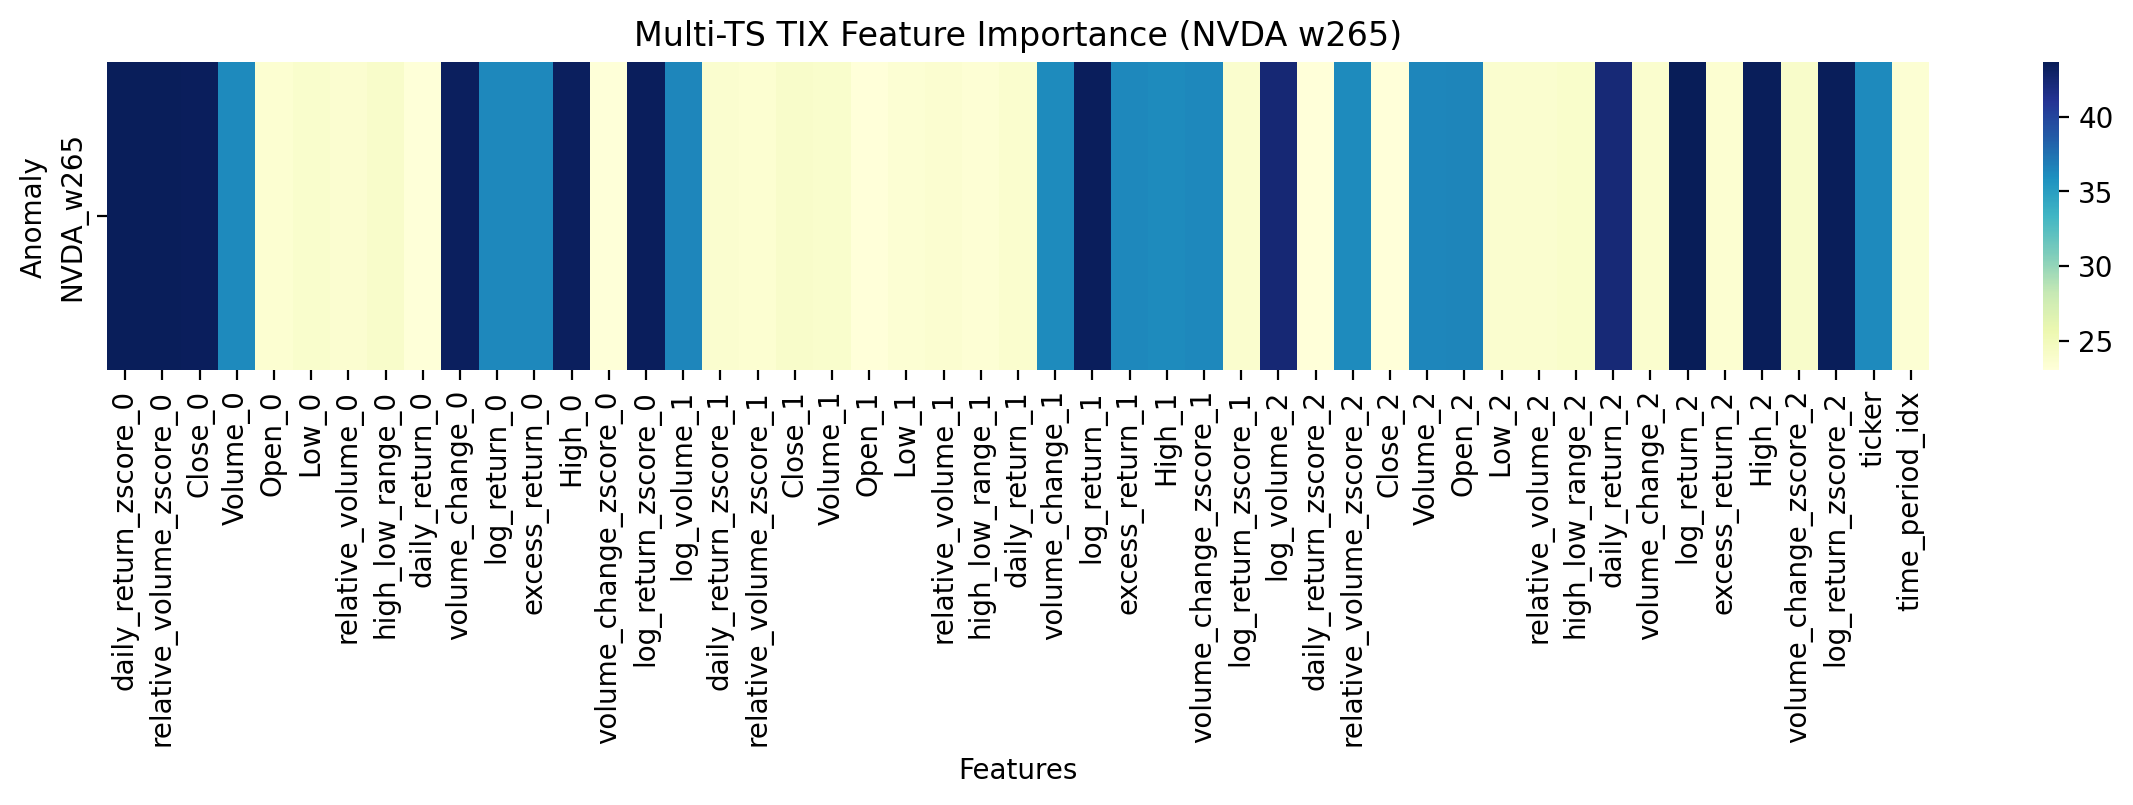 Multi-TS TIX Feature Importance (NVDA w265)
Anomaly
NVDA_w265
40
35
30
25
daily_return_zscore_0
relative_volume_zscore_0
Close_0
Volume_0
Open_0
Low_0
relative_volume_0
high_low_range_0
daily_return_0
volume_change_0
log_return_0
excess_return_0
High_0
volume_change_zscore_0
log_return_zscore_0
log_volume_1
daily_return_zscore_1
relative_volume_zscore_1
Close_1
Volume_1
Open_1
Low_1
relative_volume_1
high_low_range_1
daily_return_1
volume_change_1
log_return_1
excess_return_1
High_1
volume_change_zscore_1
log_return_zscore_1
log_volume_2
daily_return_zscore_2
relative_volume_zscore_2
Close_2
Volume_2
Open_2
Low_2
relative_volume_2
high_low_range_2
daily_return_2
volume_change_2
log_return_2
excess_return_2
High_2
volume_change_zscore_2
log_return_zscore_2
ticker
time_period_idx
Features